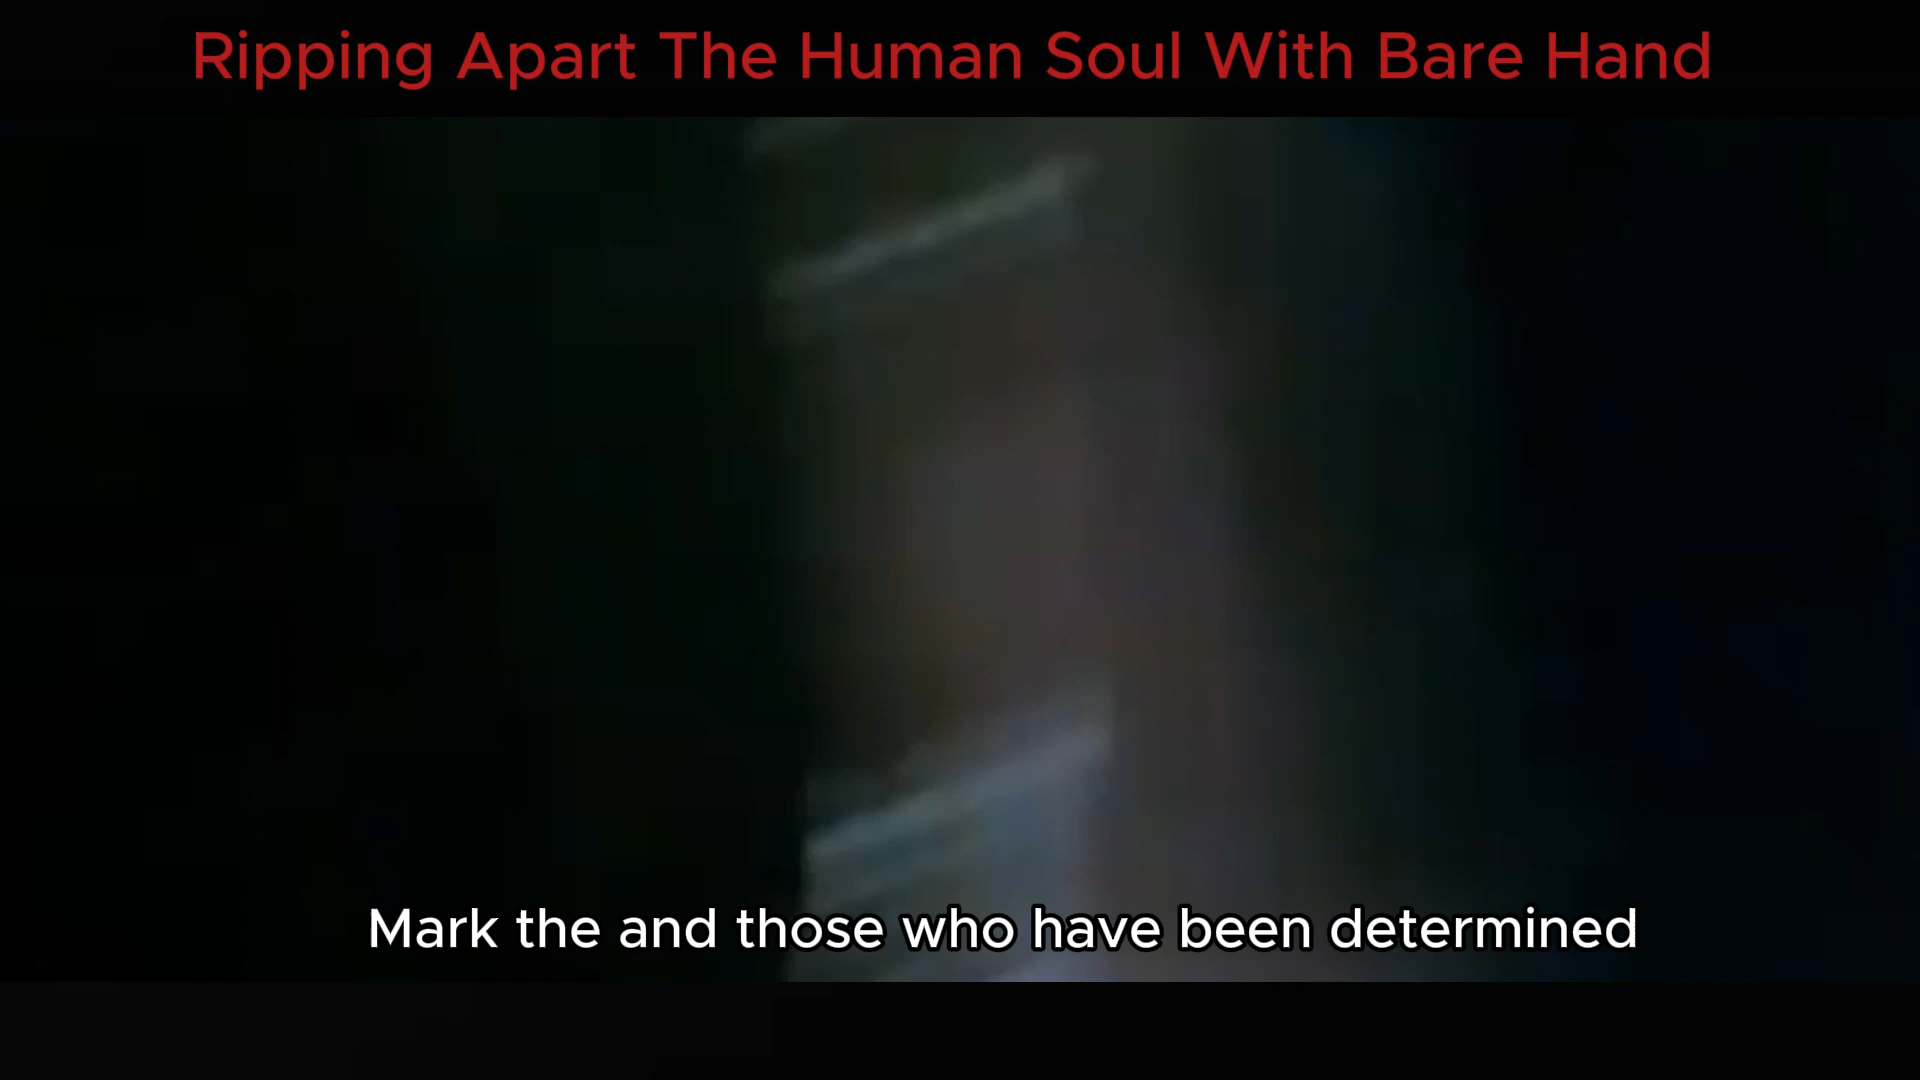 Ripping Apart The Human Soul With Bare Hand
Mark the and those who have been determined